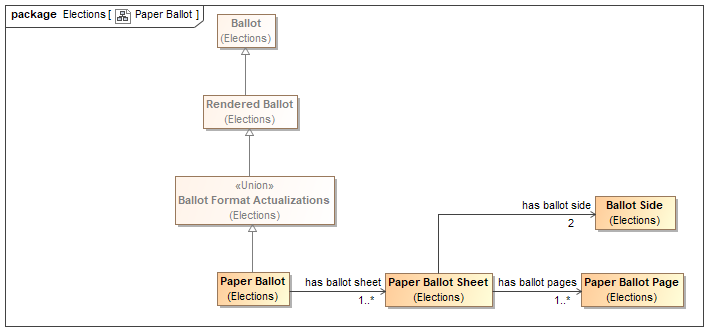 package Elections [ Paper Ballot ]
Ballot
(Elections)
Rendered Ballot
(Elections)
«Union»
Ballot Format Actualizations
(Elections)
has ballot side
2
Ballot Side
(Elections)
Paper Ballot
(Elections)
has ballot sheet
1..*
Paper Ballot Sheet
(Elections)
has ballot pages
1..*
Paper Ballot Page
(Elections)